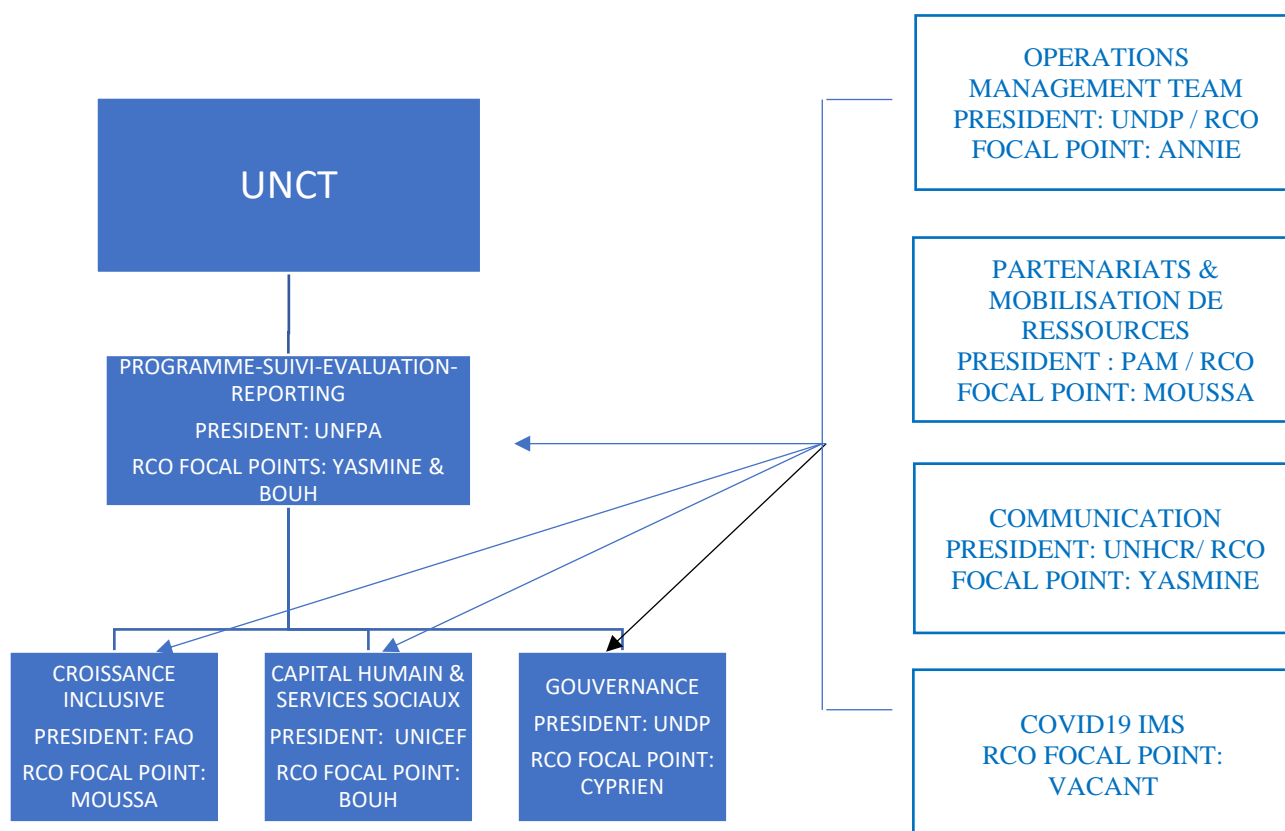 UNCT
PROGRAMME-SUIVI-EVALUATION-
REPORTING
PRESIDENT: UNFPA
RCO FOCAL POINTS: YASMINE &
BOUH
CROISSANCE
INCLUSIVE
PRESIDENT: FAO
RCO FOCAL POINT:
MOUSSA
CAPITAL HUMAIN &
SERVICES SOCIAUX
PRESIDENT: UNICEF
RCO FOCAL POINT:
BOUH
GOUVERNANCE
PRESIDENT: UNDP
RCO FOCAL POINT:
CYPRIEN
OPERATIONS
MANAGEMENT TEAM
PRESIDENT: UNDP / RCO
FOCAL POINT: ANNIE
PARTENARIATS &
MOBILISATION DE
RESSOURCES
PRESIDENT : PAM / RCO
FOCAL POINT: MOUSSA
COMMUNICATION
PRESIDENT: UNHCR/ RCO
FOCAL POINT: YASMINE
COVID19 IMS
RCO FOCAL POINT:
VACANT